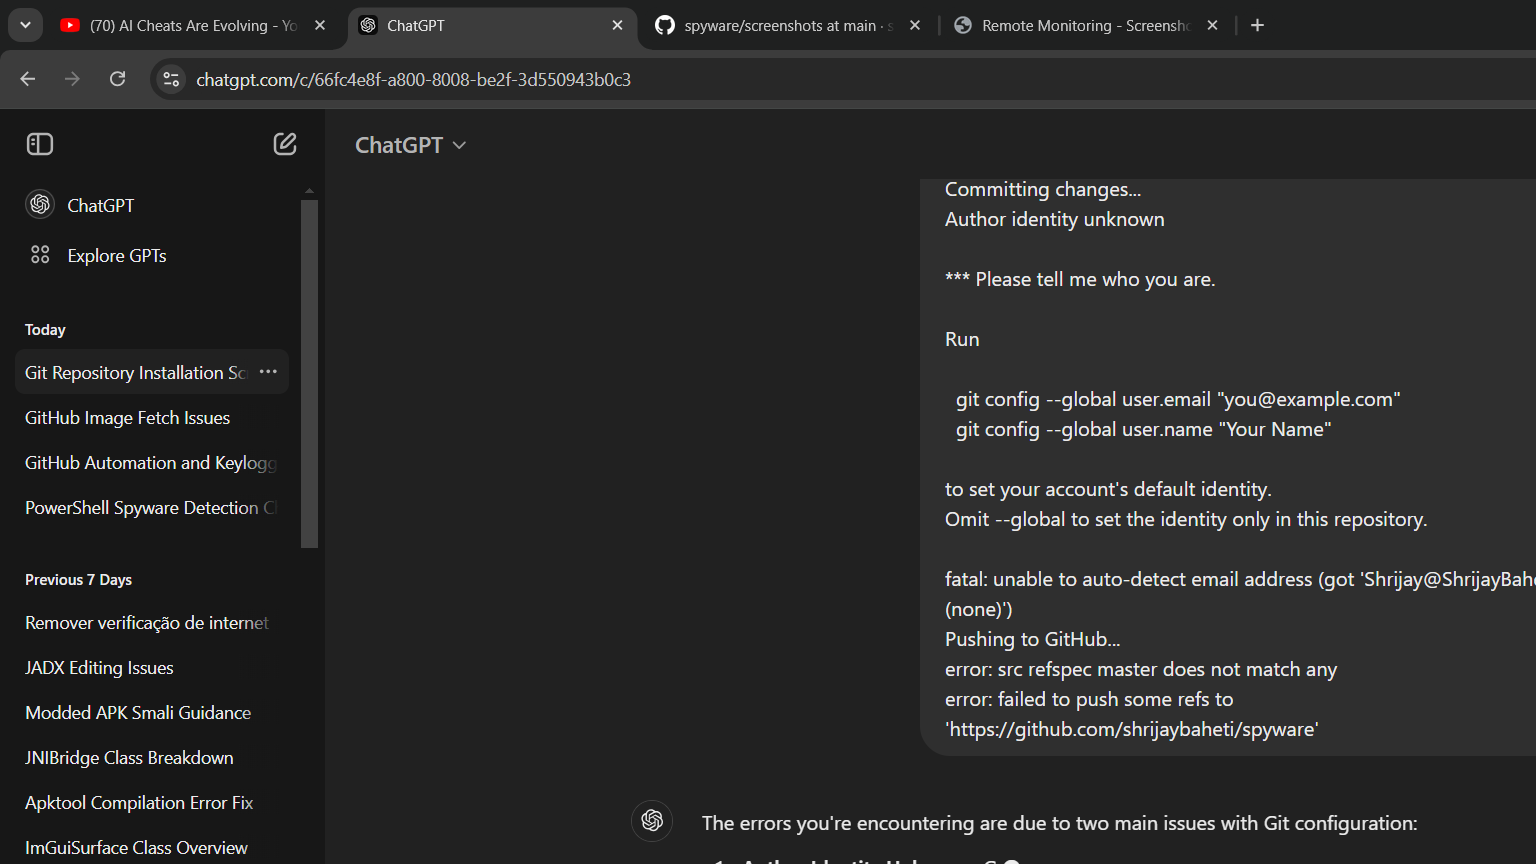 (70) AI Cheats Are Evolving - Yo
ChatGPT
spyware/screenshots at main · s
Remote Monitoring - Screensho
chatgpt.com/c/66fc4e8f-a800-8008-be2f-3d550943b0c3
ChatGPT
ChatGPT
Explore GPTs
Today
Git Repository Installation Sc
GitHub Image Fetch Issues
GitHub Automation and Keylogg
PowerShell Spyware Detection C
Previous 7 Days
Remover verificação de internet
JADX Editing Issues
Modded APK Smali Guidance
JNIBridge Class Breakdown
Apktool Compilation Error Fix
ImGuiSurface Class Overview
Committing changes...
Author identity unknown
*** Please tell me who you are.
Run
git config --global user.email "you@example.com"
git config --global user.name "Your Name"
to set your account's default identity.
Omit --global to set the identity only in this repository.
fatal: unable to auto-detect email address (got 'Shrijay@ShrijayBah
(none)')
Pushing to GitHub...
error: src refspec master does not match any
error: failed to push some refs to
'https://github.com/shrijaybaheti/spyware'
The errors you're encountering are due to two main issues with Git configuration: